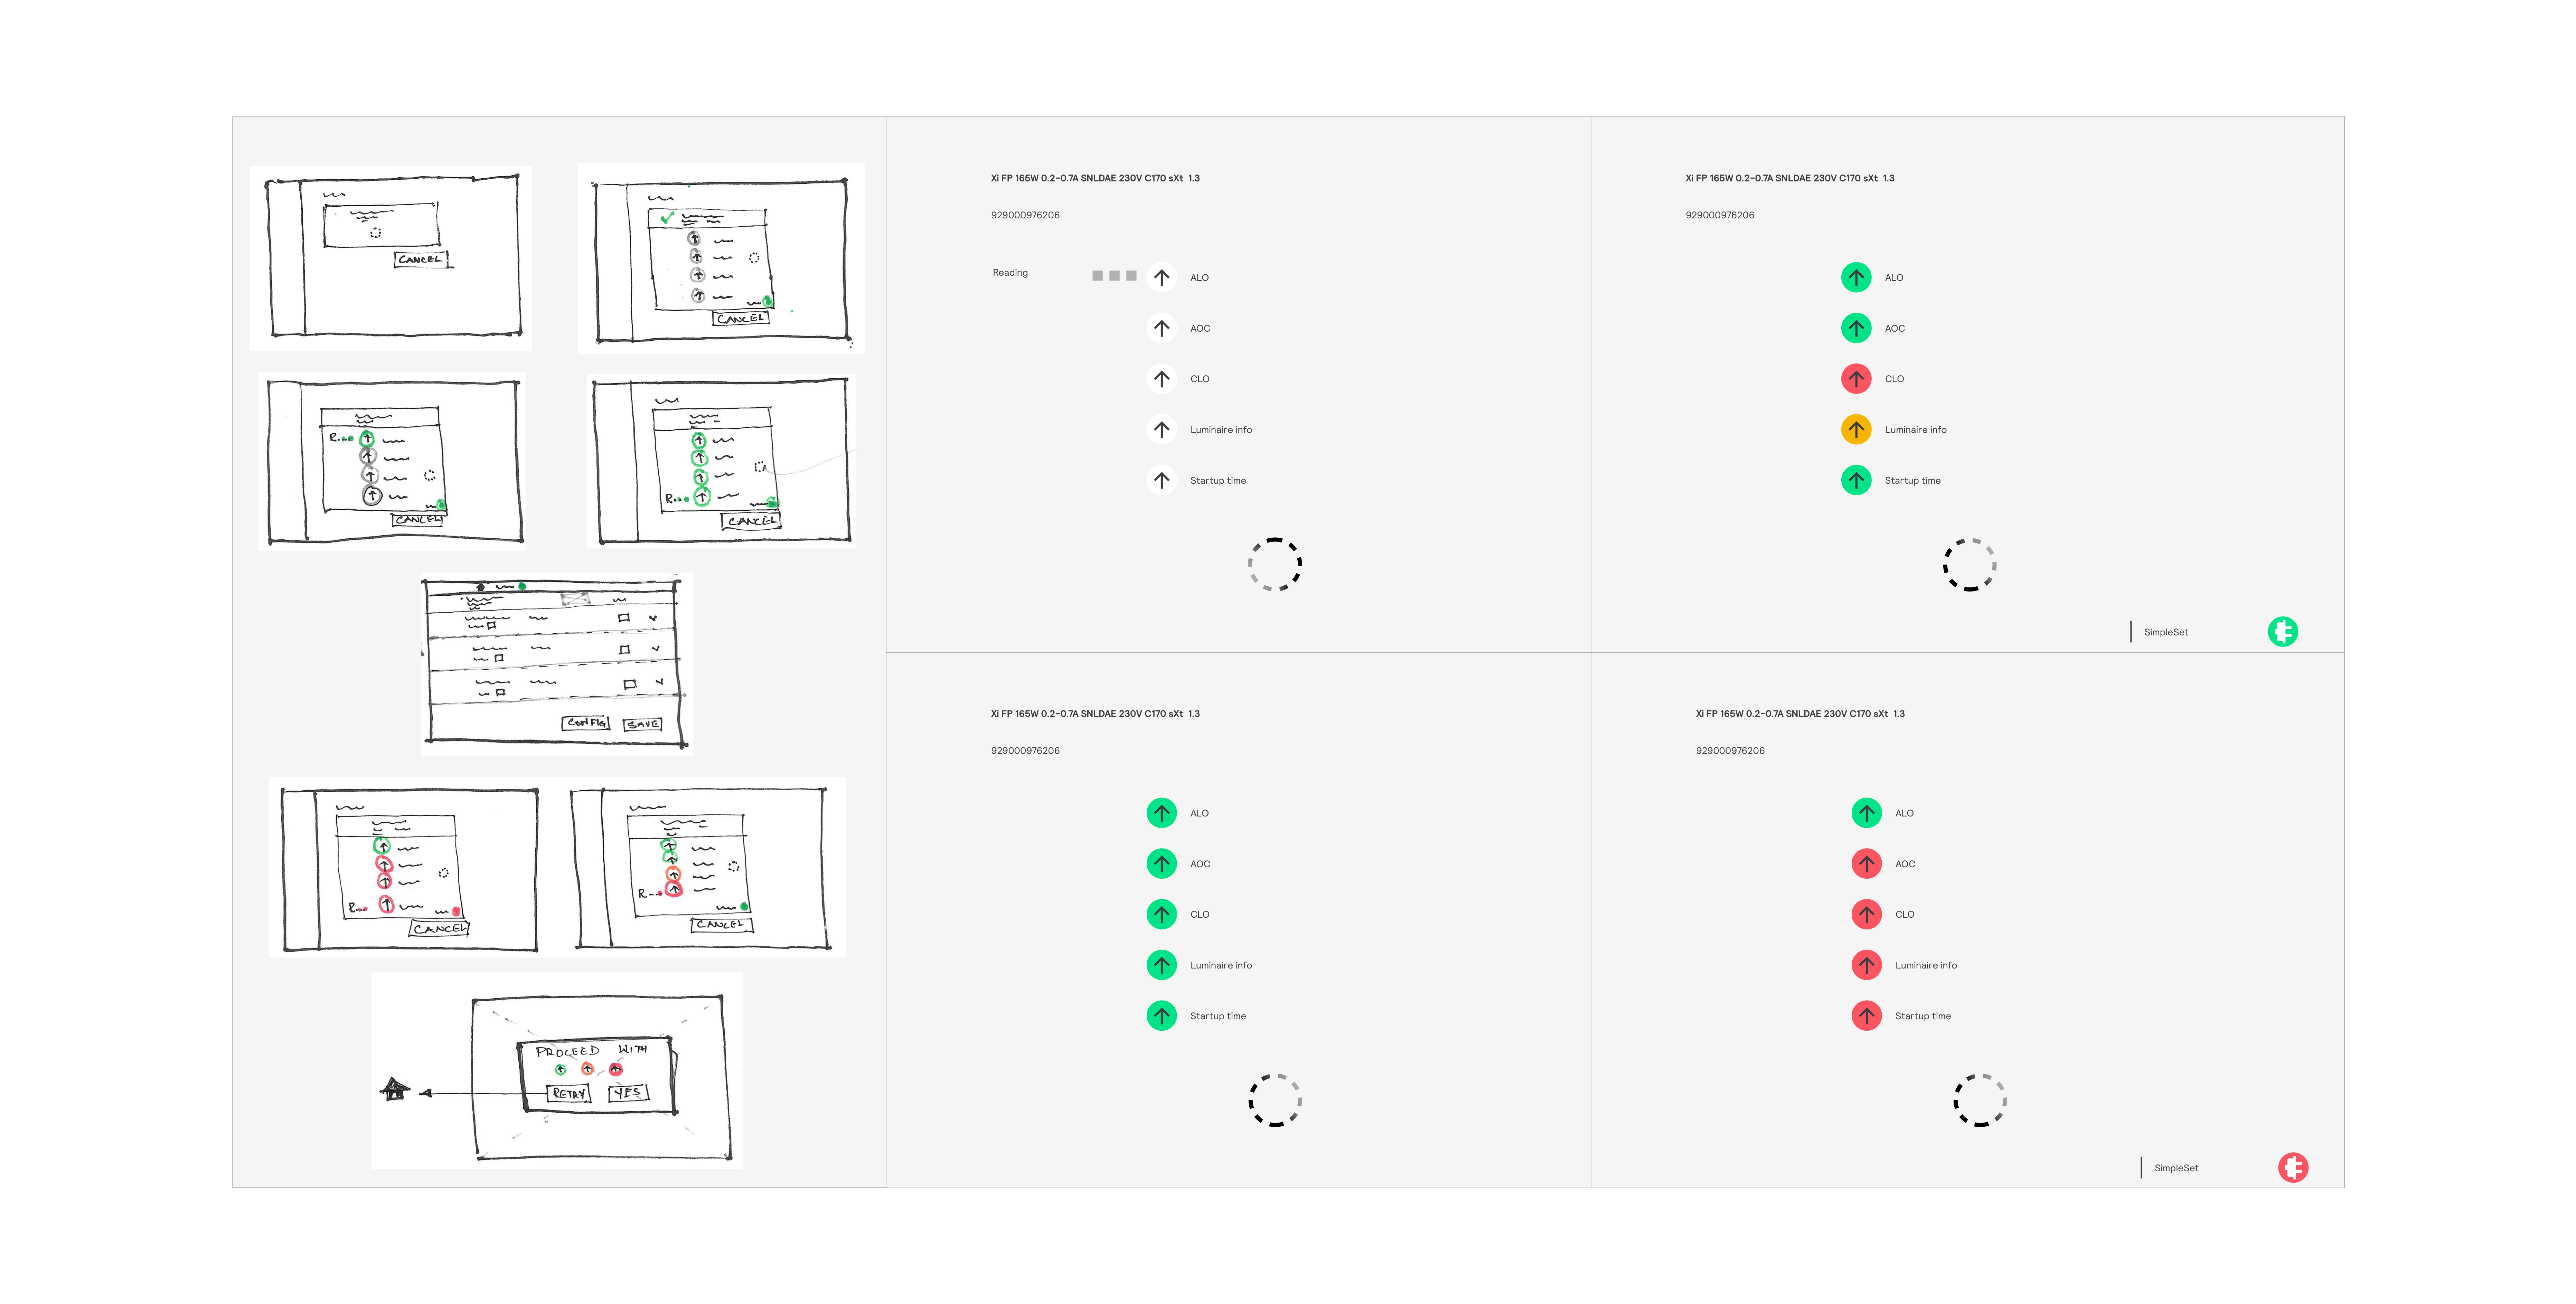 CANCEL
CANCEL
R...
CANCEL
R...
CANCEL
CONFIG SAVE
R...
CANCEL
R...
CANCEL
PROCEED WITH
RETRY YES
Xi FP 165W 0.2-0.7A SNLDAE 230V C170 sXt 1.3
929000976206
Reading
ALO
AOC
CLO
Luminaire info
Startup time
Xi FP 165W 0.2-0.7A SNLDAE 230V C170 sXt 1.3
929000976206
ALO
AOC
CLO
Luminaire info
Startup time
SimpleSet
Xi FP 165W 0.2-0.7A SNLDAE 230V C170 sXt 1.3
929000976206
ALO
AOC
CLO
Luminaire info
Startup time
Xi FP 165W 0.2-0.7A SNLDAE 230V C170 sXt 1.3
929000976206
ALO
AOC
CLO
Luminaire info
Startup time
SimpleSet